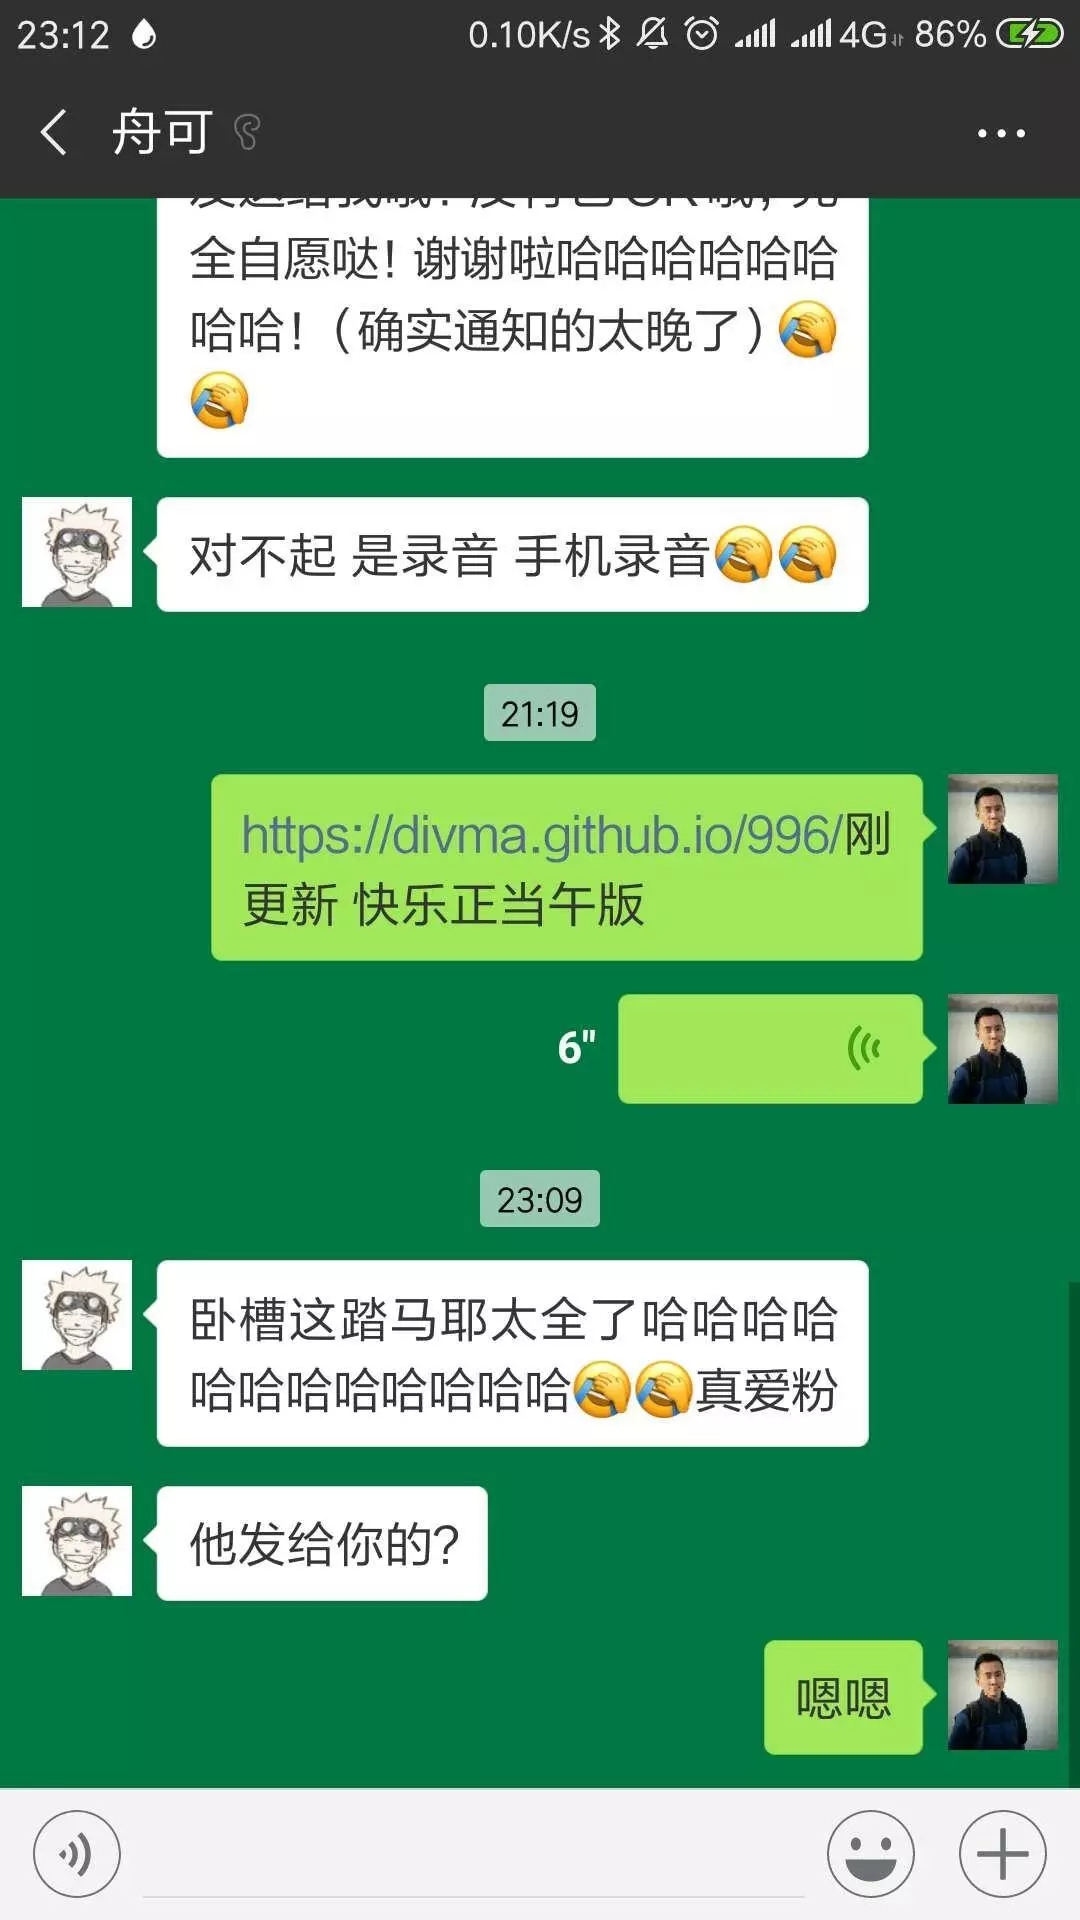 23:12 0.10K/s 4G 86%
舟可
全自愿哒！谢谢啦哈哈哈哈哈哈
哈哈！（确实通知的太晚了）🤦
🤦
对不起 是录音 手机录音
21:19
https://divma.github.io/996/刚
更新 快乐正当午版
6"
23:09
卧槽这踏马耶太全了哈哈哈哈
哈哈哈哈哈哈哈哈真爱粉
他发给你的?
嗯嗯